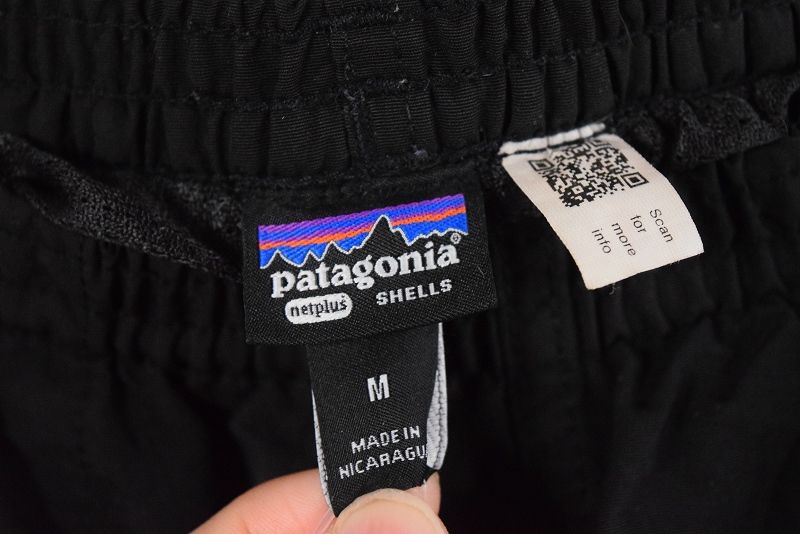 patagonia®
netplus®
SHELLS
M
MADE IN
NICARAGU
Scan
for
more
info